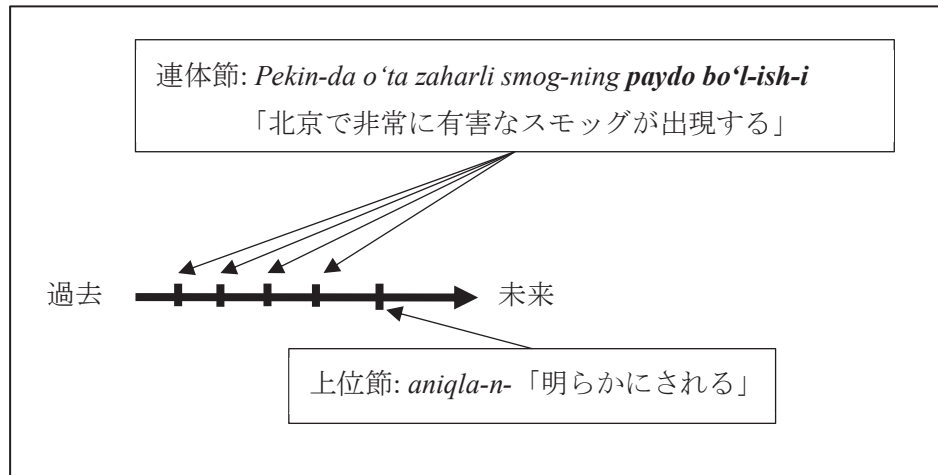 連体節: Pekin-da o‘ta zaharli smog-ning paydo bo‘l-ish-i
「北京で非常に有害なスモッグが出現する」
過去
未来
上位節: aniqla-n-「明らかにされる」